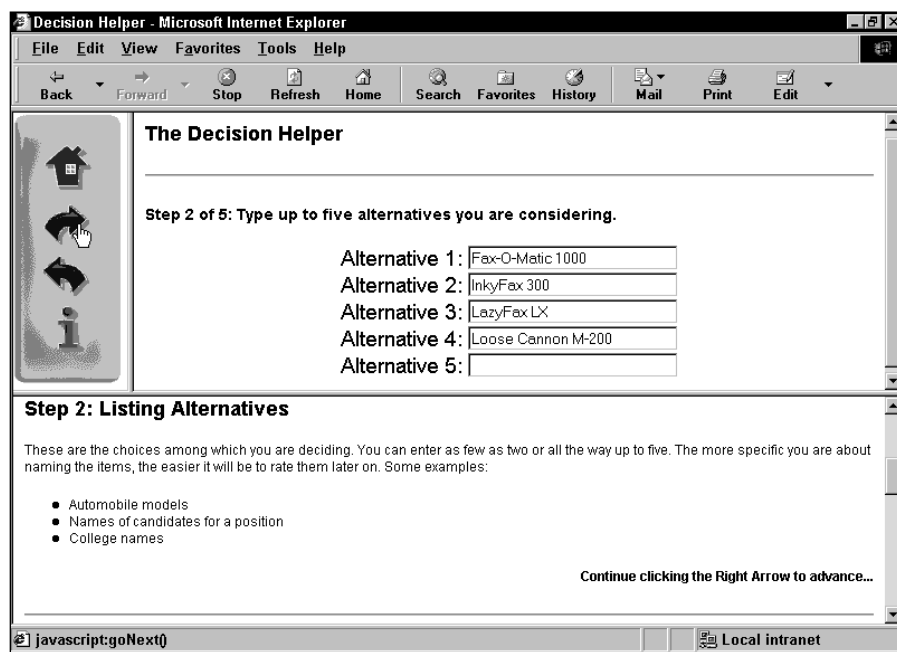 Decision Helper - Microsoft Internet Explorer
File Edit View Favorites Tools Help
Back Forward Stop Refresh Home Search Favorites History Mail Print Edit
The Decision Helper
Step 2 of 5: Type up to five alternatives you are considering.
Alternative 1: Fax-O-Matic 1000
Alternative 2: InkyFax 300
Alternative 3: LazyFax LX
Alternative 4: Loose Cannon M-200
Alternative 5:
Step 2: Listing Alternatives
These are the choices among which you are deciding. You can enter as few as two or all the way up to five. The more specific you are about
naming the items, the easier it will be to rate them later on. Some examples:
● Automobile models
● Names of candidates for a position
● College names
Continue clicking the Right Arrow to advance...
javascript:goNext() Local intranet